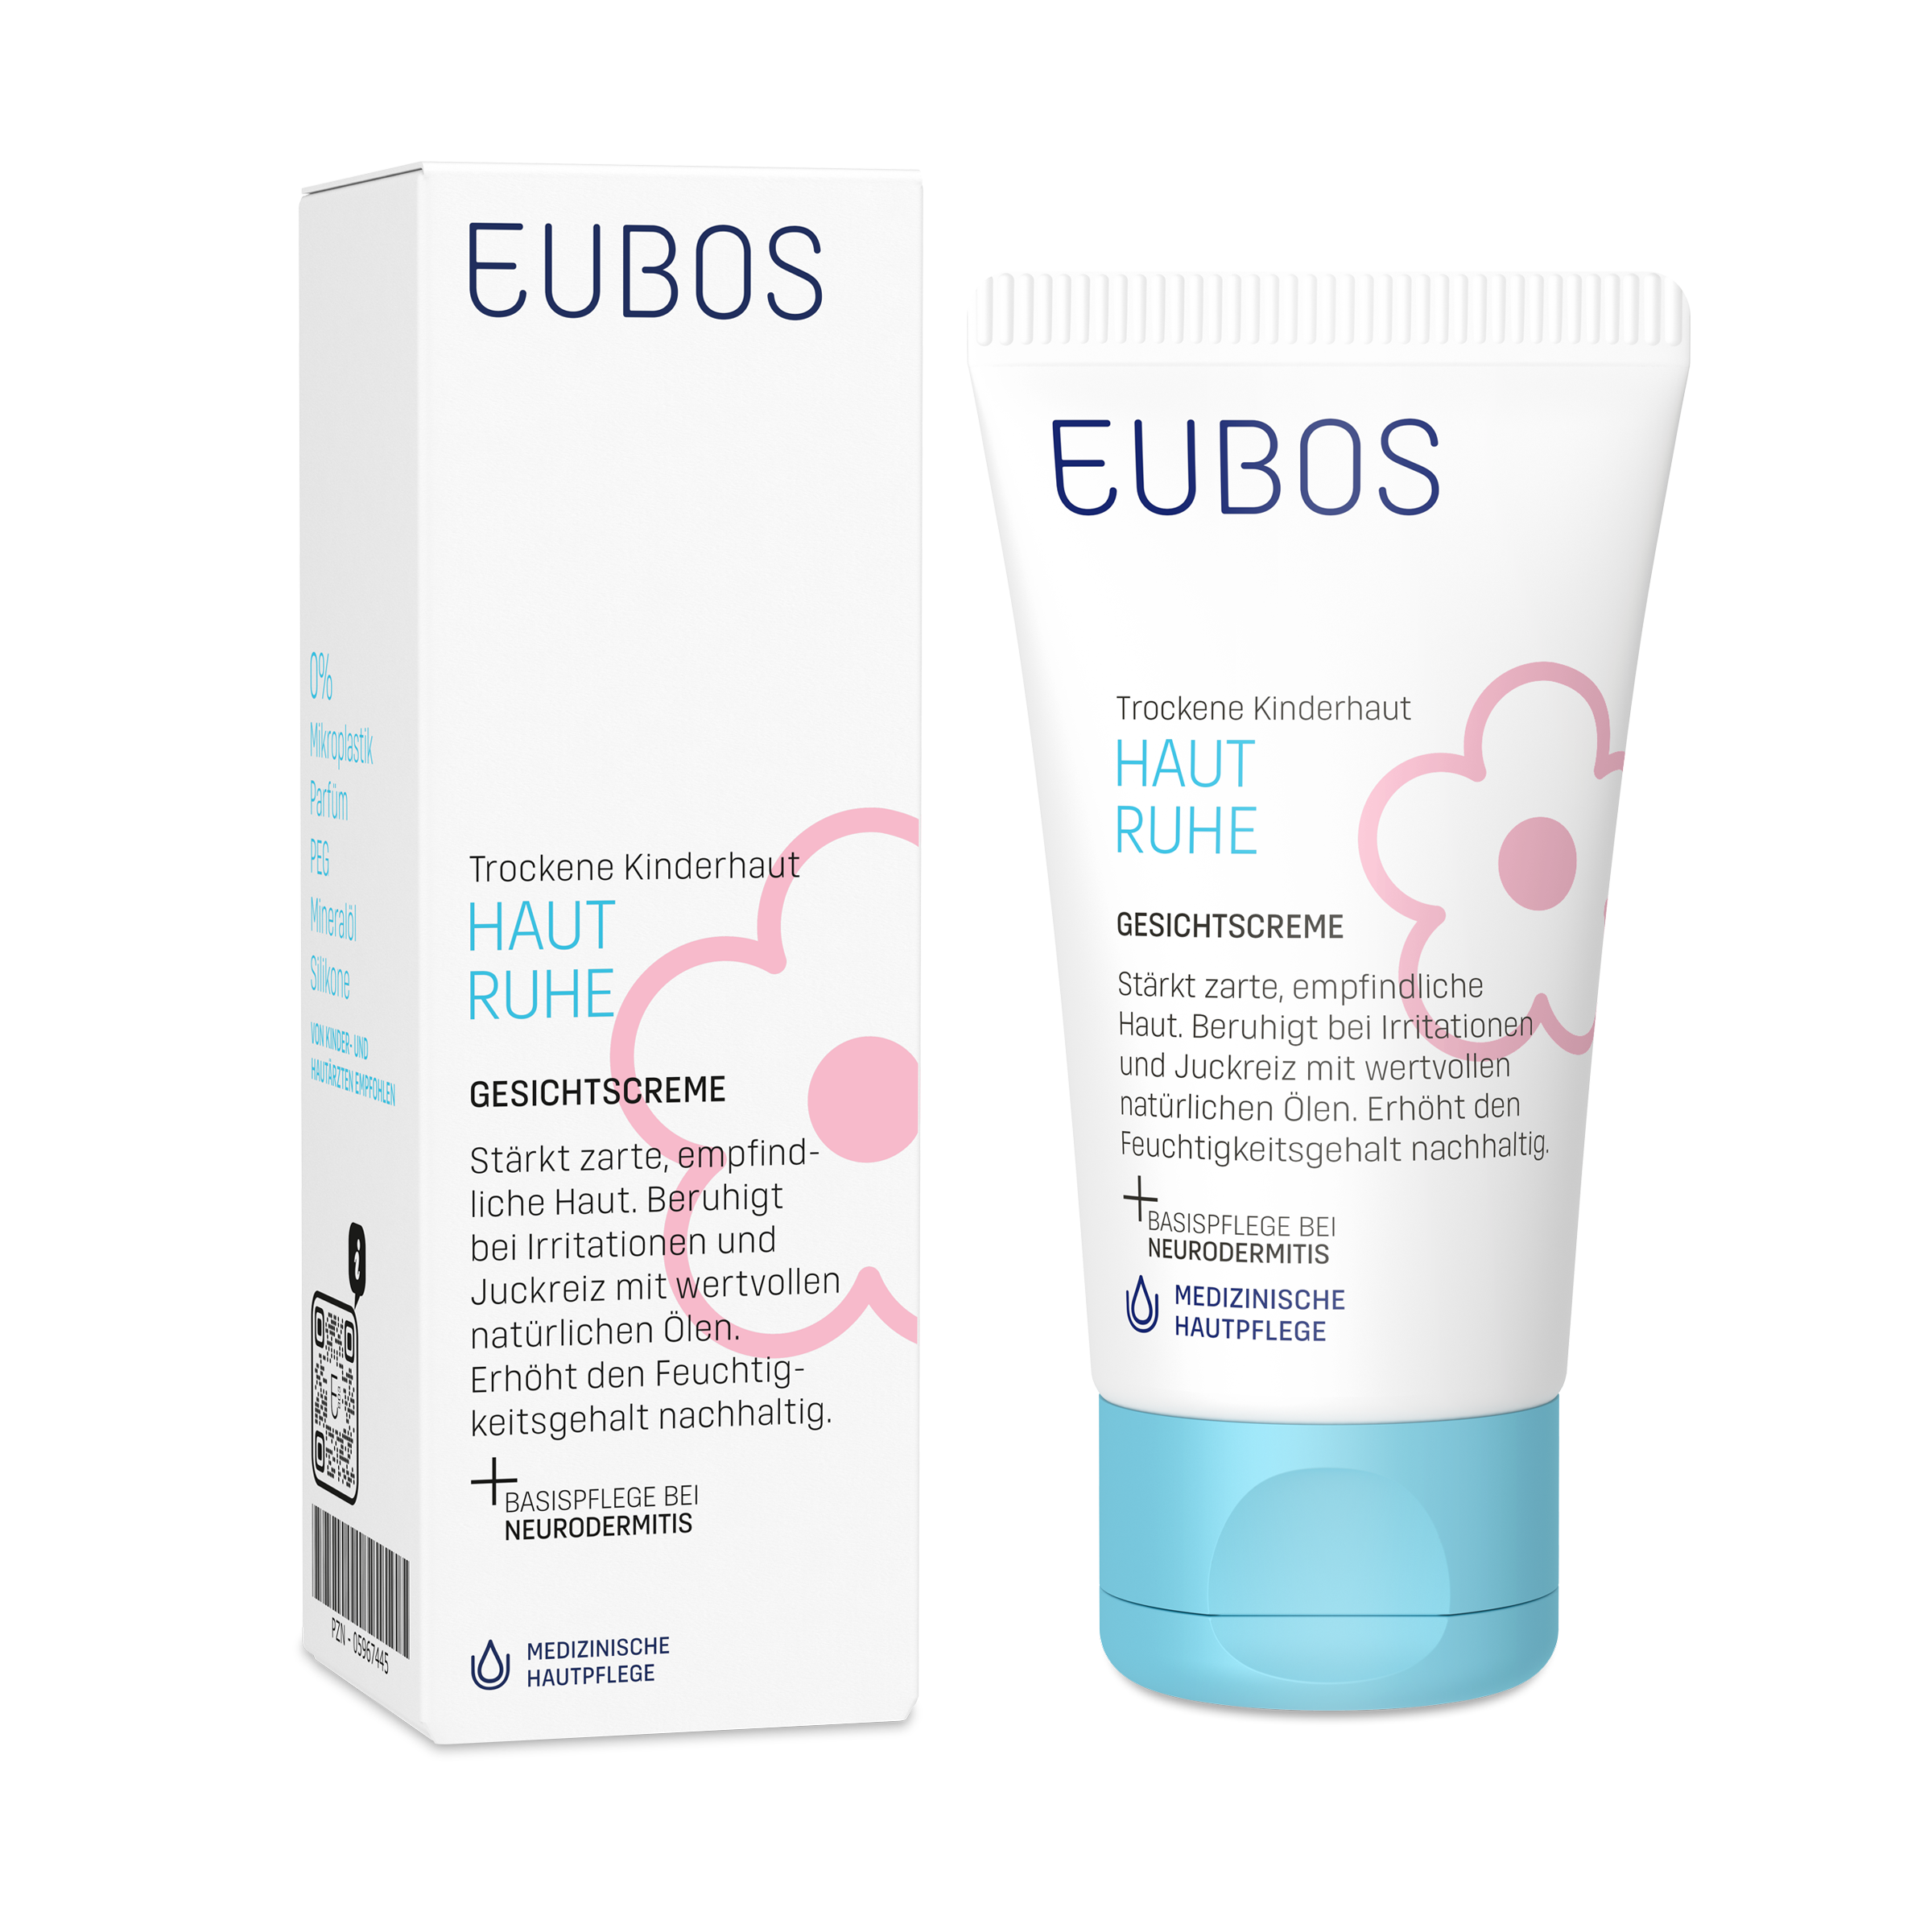 EUBOS
Trockene Kinderhaut
HAUT
RUHE
GESICHTSCREME
Stärkt zarte, empfind-
liche Haut. Beruhigt
bei Irritationen und
Juckreiz mit wertvollen
natürlichen Ölen.
Erhöht den Feuchtig-
keitsgehalt nachhaltig.
BASISPFLEGE BEI
NEURODERMITIS
MEDIZINISCHE
HAUTPFLEGE
0%
Mikroplastik
Parfüm
PEG
Mineralöl
Silikone
VON KINDER- UND
HAUTÄRZTEN EMPFOHLEN
i
PZN - 05967445
EUBOS
Trockene Kinderhaut
HAUT
RUHE
GESICHTSCREME
Stärkt zarte, empfindliche
Haut. Beruhigt bei Irritationen
und Juckreiz mit wertvollen
natürlichen Ölen. Erhöht den
Feuchtigkeitsgehalt nachhaltig.
BASISPFLEGE BEI
NEURODERMITIS
MEDIZINISCHE
HAUTPFLEGE